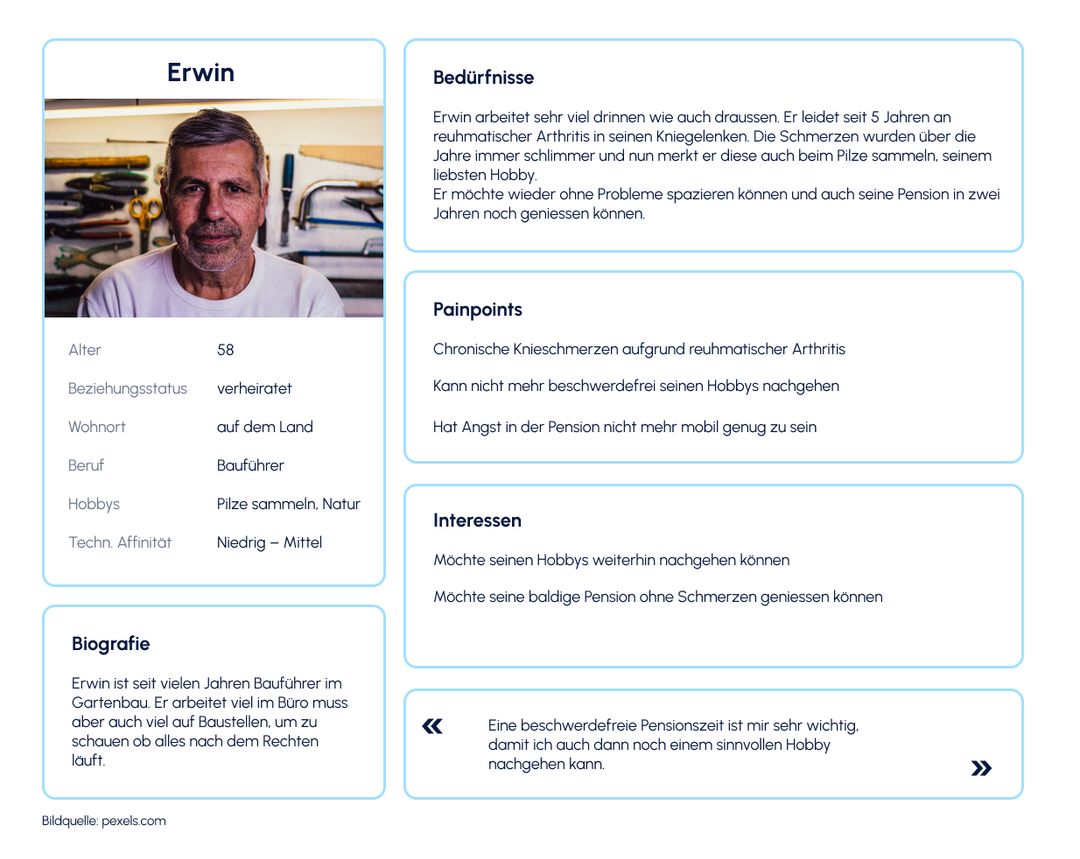 Erwin
Alter 58
Beziehungsstatus verheiratet
Wohnort auf dem Land
Beruf Bauführer
Hobbys Pilze sammeln, Natur
Techn. Affinität Niedrig – Mittel
Biografie
Erwin ist seit vielen Jahren Bauführer im
Gartenbau. Er arbeitet viel im Büro muss
aber auch viel auf Baustellen, um zu
schauen ob alles nach dem Rechten
läuft.
Bedürfnisse
Erwin arbeitet sehr viel drinnen wie auch draussen. Er leidet seit 5 Jahren an
reuhmatischer Arthritis in seinen Kniegelenken. Die Schmerzen wurden über die
Jahre immer schlimmer und nun merkt er diese auch beim Pilze sammeln, seinem
liebsten Hobby.
Er möchte wieder ohne Probleme spazieren können und auch seine Pension in zwei
Jahren noch geniessen können.
Painpoints
Chronische Knieschmerzen aufgrund reuhmatischer Arthritis
Kann nicht mehr beschwerdefrei seinen Hobbys nachgehen
Hat Angst in der Pension nicht mehr mobil genug zu sein
Interessen
Möchte seinen Hobbys weiterhin nachgehen können
Möchte seine baldige Pension ohne Schmerzen geniessen können
« Eine beschwerdefreie Pensionszeit ist mir sehr wichtig,
damit ich auch dann noch einem sinnvollen Hobby
nachgehen kann. »
Bildquelle: pexels.com